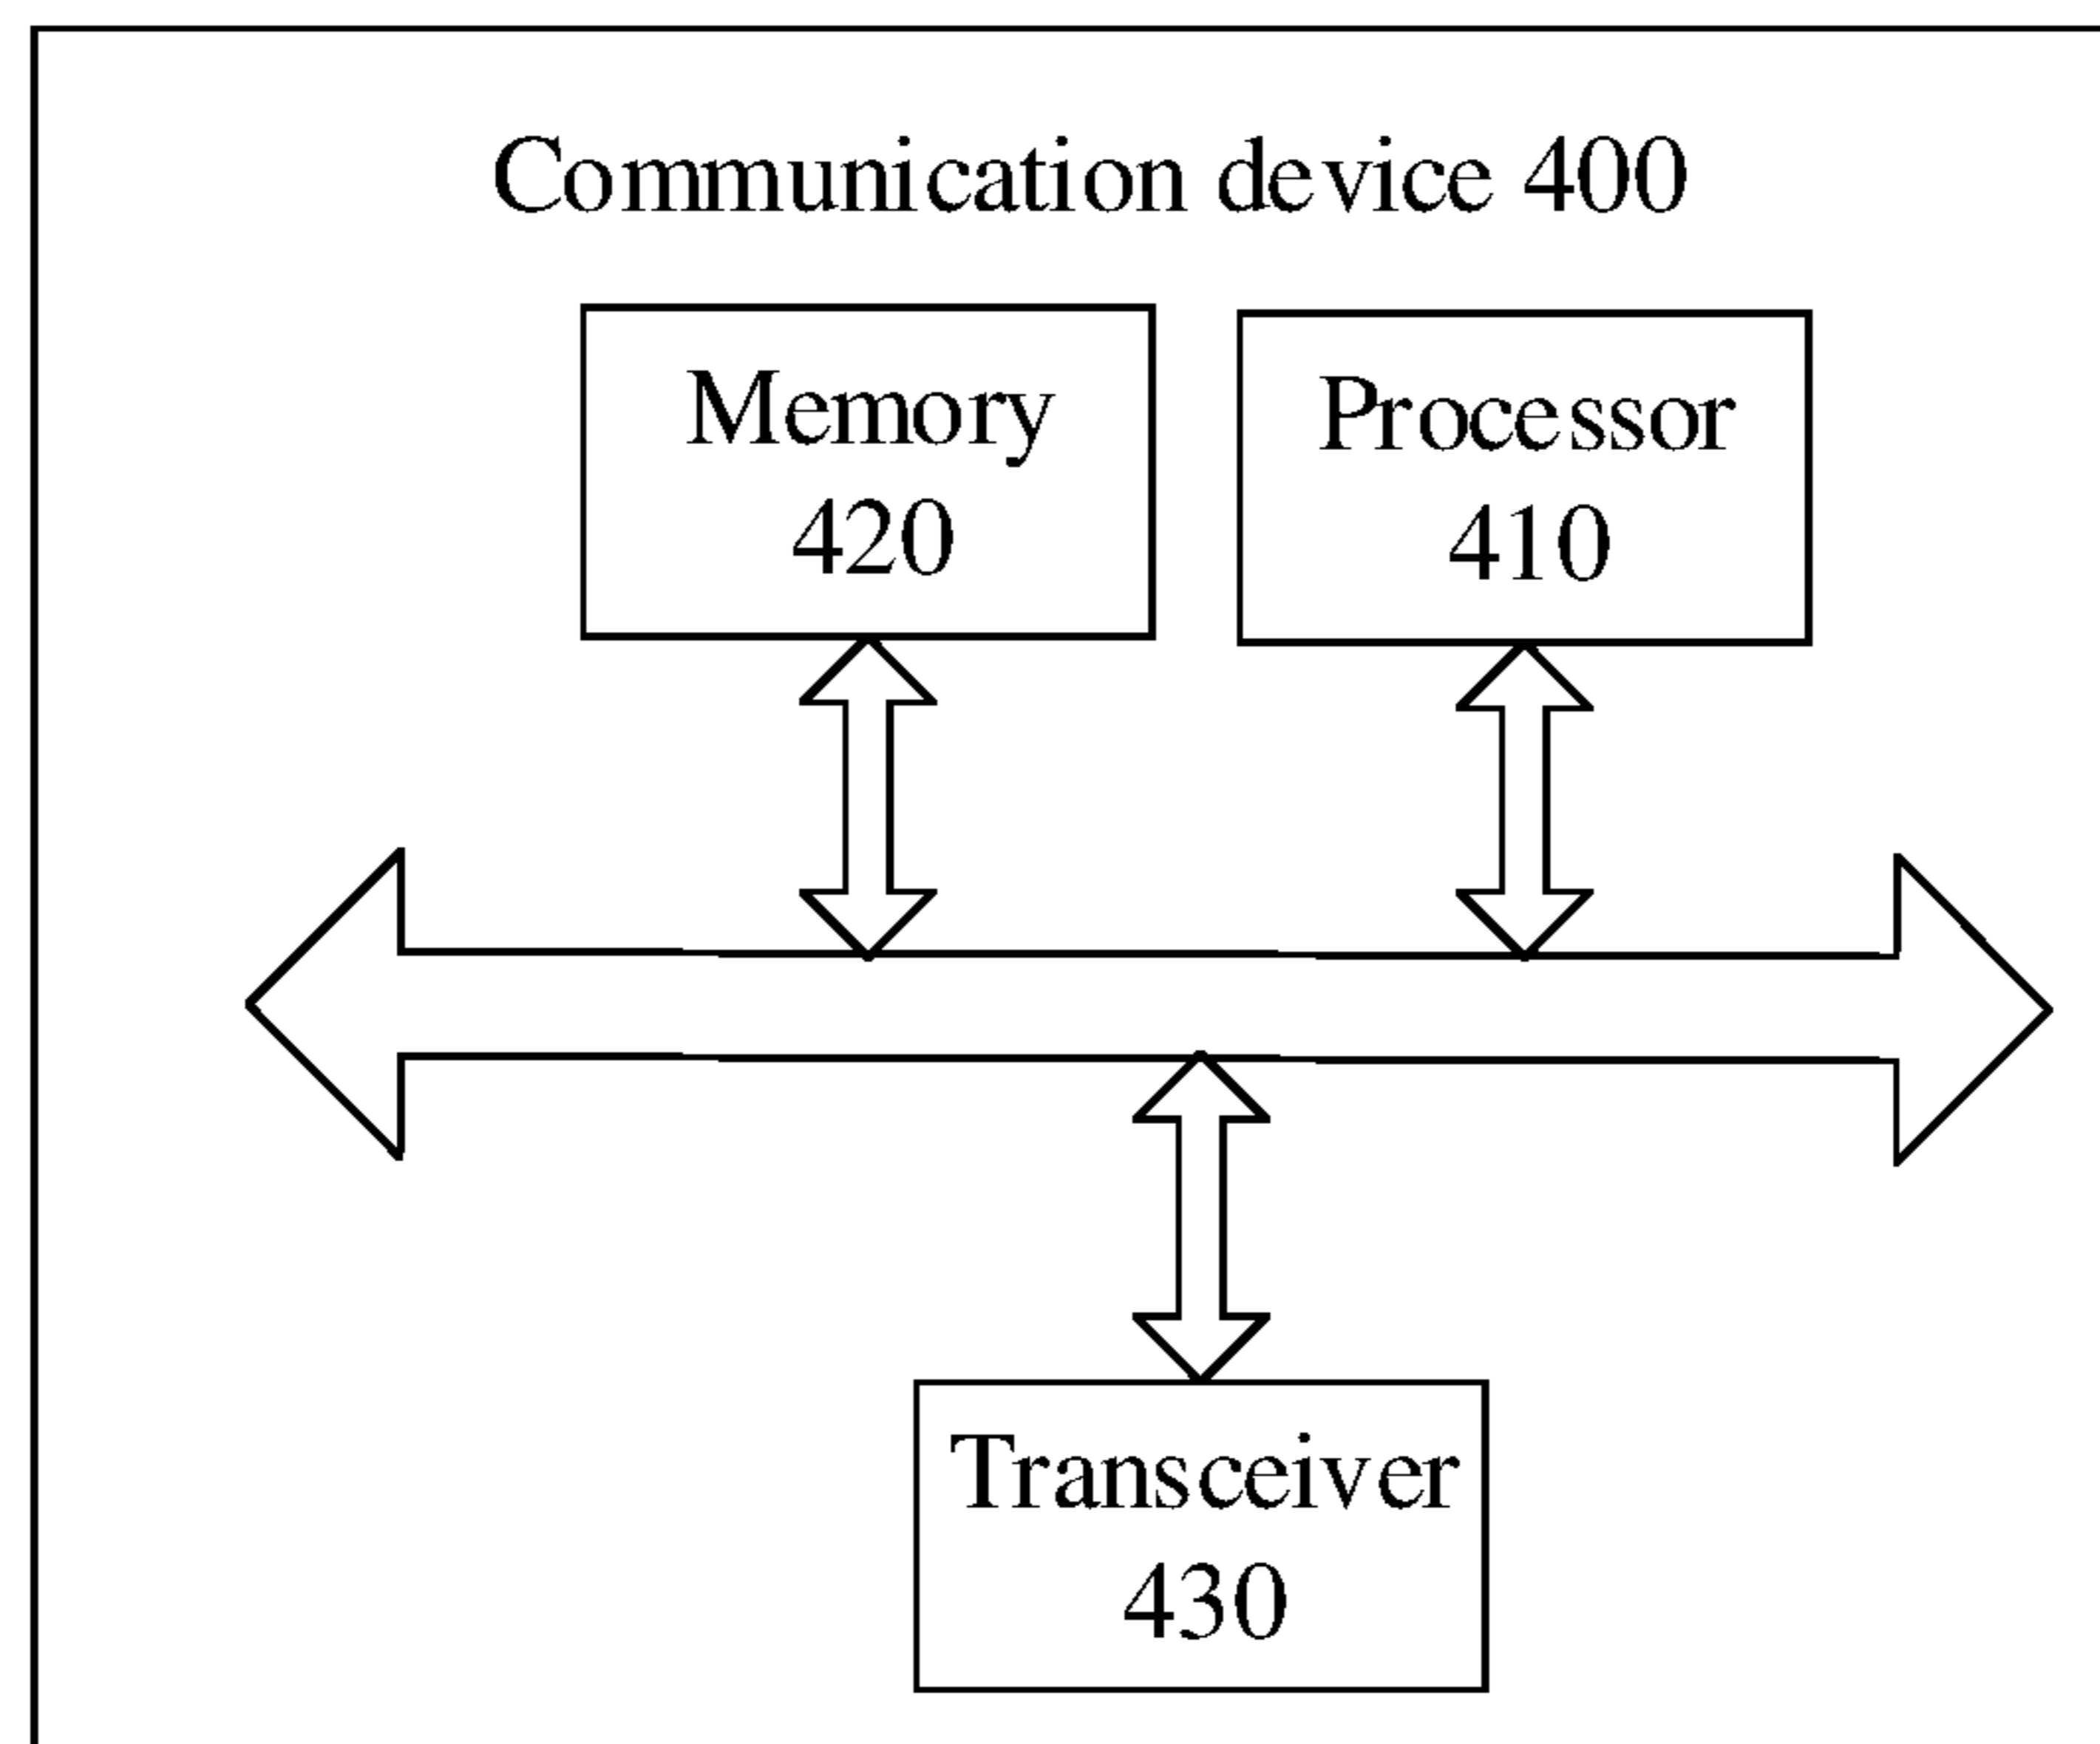 Communication device 400
Memory
420
Processor
410
Transceiver
430